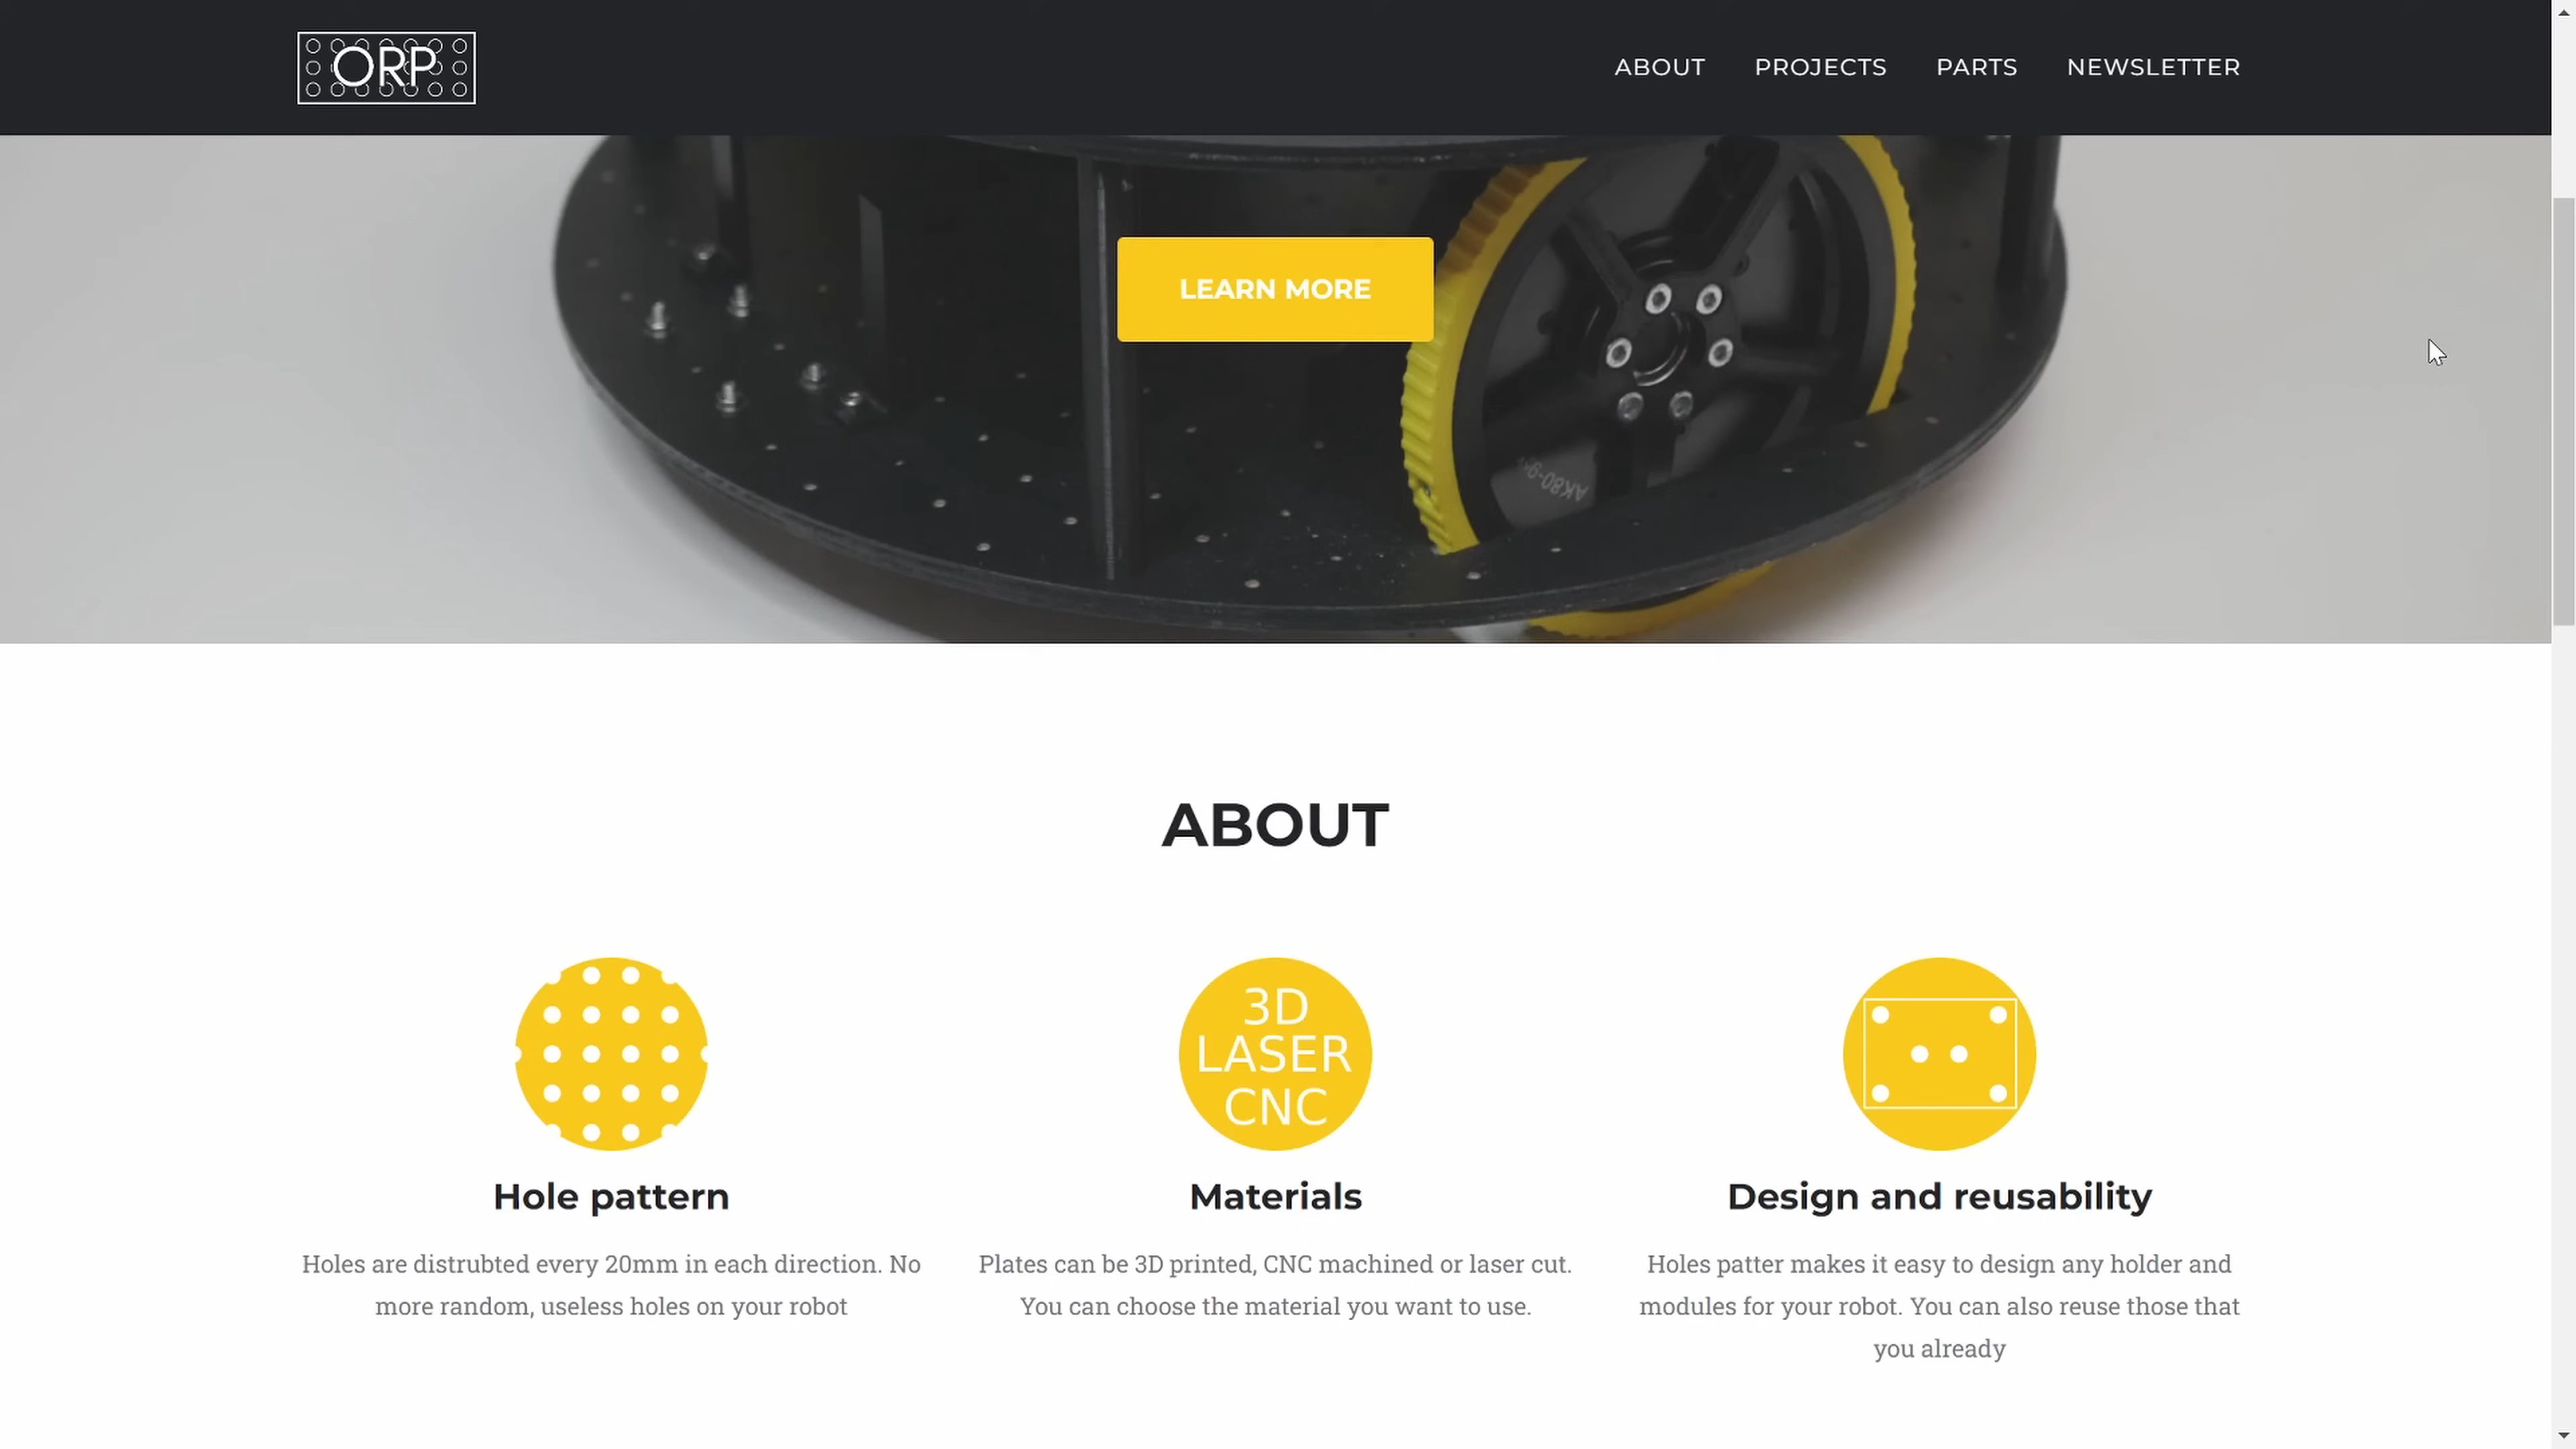 ORP
ABOUT PROJECTS PARTS NEWSLETTER
LEARN MORE
AK80-9
ABOUT
3D
LASER
CNC
Hole pattern
Holes are distrubted every 20mm in each direction. No
more random, useless holes on your robot
Materials
Plates can be 3D printed, CNC machined or laser cut.
You can choose the material you want to use.
Design and reusability
Holes patter makes it easy to design any holder and
modules for your robot. You can also reuse those that
you already